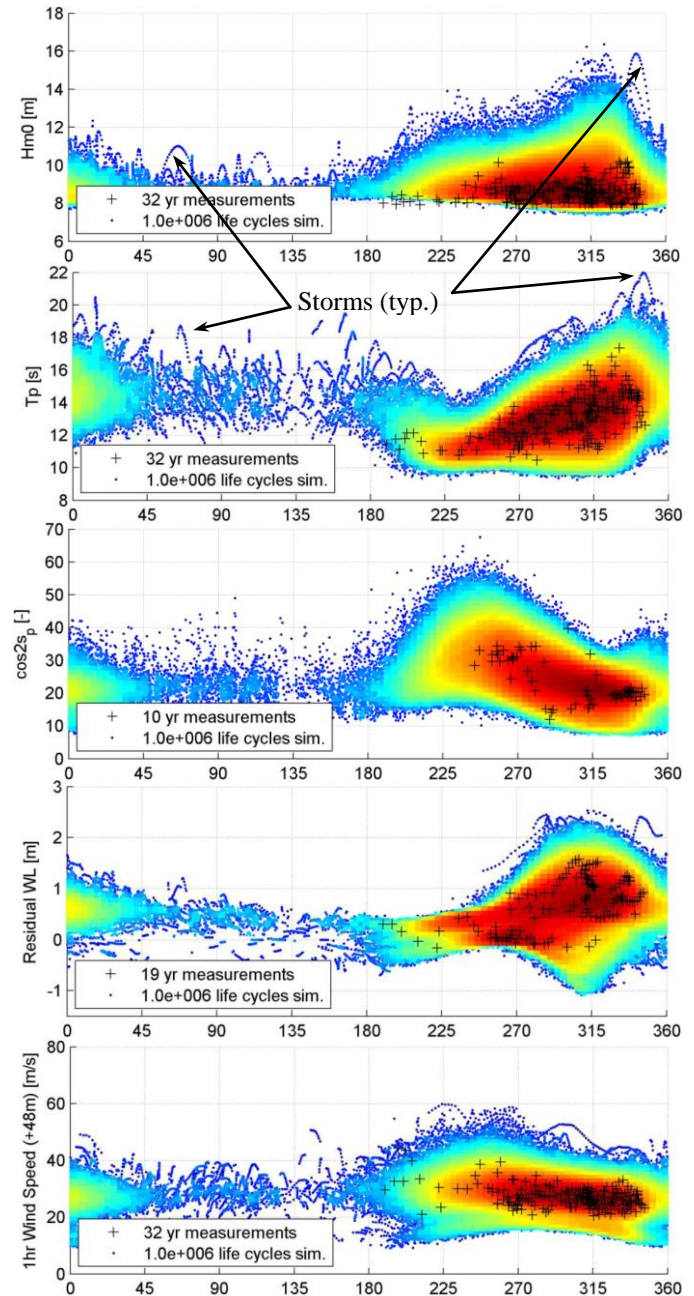 18
16
14
12
10
8
6
Hm0 [m]
+ 32 yr measurements
1.0e+006 life cycles sim.
0 45 90 135 180 225 270 315 360
Storms (typ.)
22
20
18
16
14
12
10
8
Tp [s]
+ 32 yr measurements
1.0e+006 life cycles sim.
0 45 90 135 180 225 270 315 360
70
60
50
40
30
20
10
0
cos2s_p [-]
+ 10 yr measurements
1.0e+006 life cycles sim.
0 45 90 135 180 225 270 315 360
3
2
1
0
-1
Residual WL [m]
+ 19 yr measurements
1.0e+006 life cycles sim.
0 45 90 135 180 225 270 315 360
80
60
40
20
0
1hr Wind Speed (+48m) [m/s]
+ 32 yr measurements
1.0e+006 life cycles sim.
0 45 90 135 180 225 270 315 360